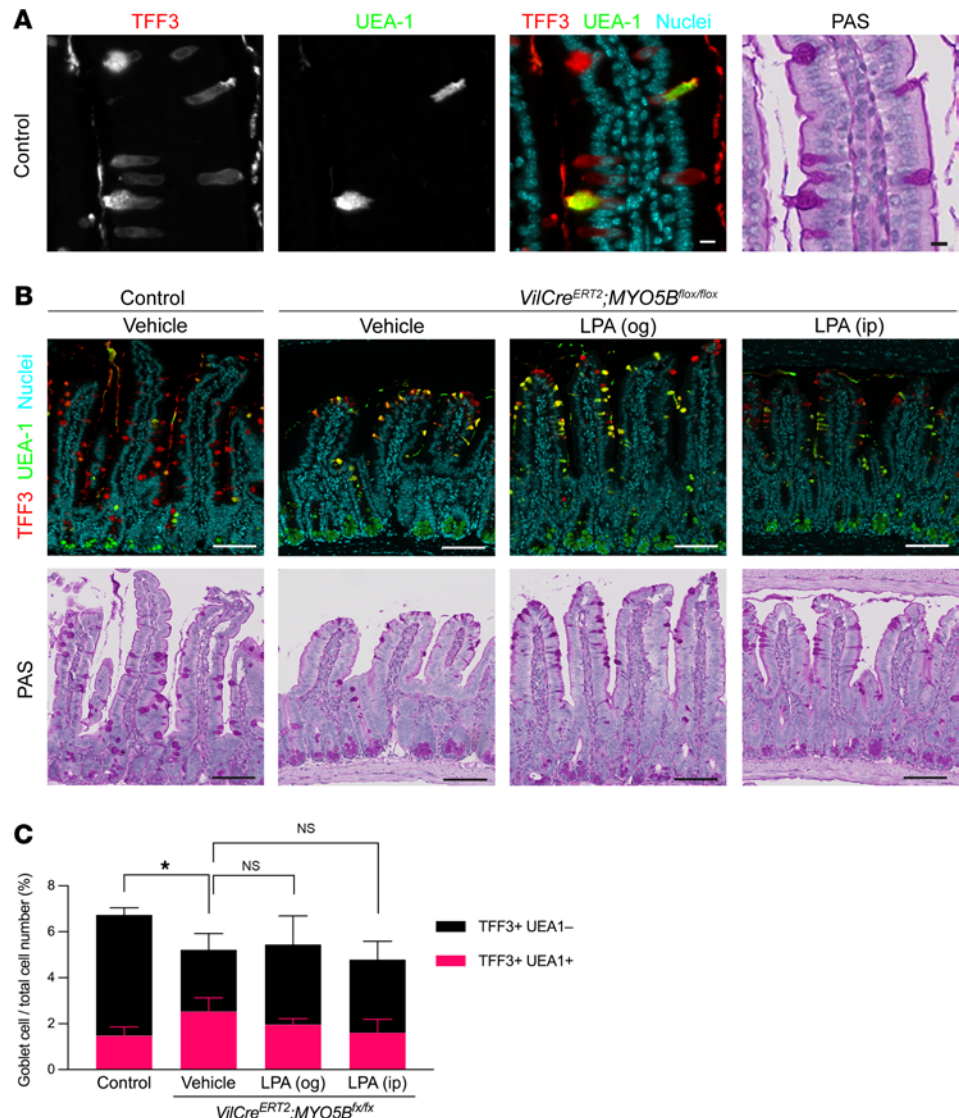 A
TFF3
UEA-1
TFF3 UEA-1 Nuclei
PAS
Control
B
Control
VilCreERT2;MYO5Bflox/flox
Vehicle
Vehicle
LPA (og)
LPA (ip)
TFF3 UEA-1 Nuclei
PAS
C
NS
*
NS
Goblet cell / total cell number (%)
8
6
4
2
0
TFF3+ UEA1–
TFF3+ UEA1+
Control
Vehicle
LPA (og)
LPA (ip)
VilCreERT2;MYO5Bfx/fx